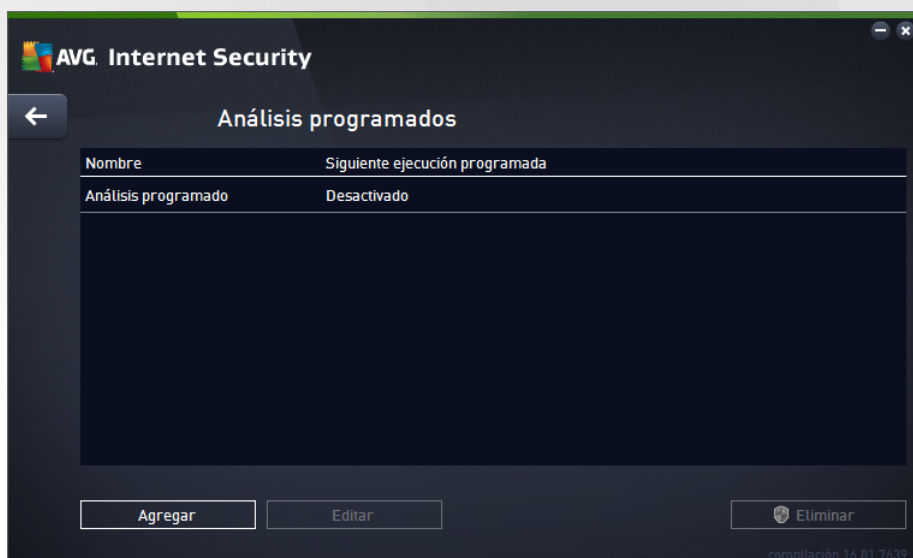 AVG. Internet Security
Análisis programados
Nombre Siguiente ejecución programada
Análisis programado Desactivado
Agregar Editar Eliminar
compilación 16.81.7639